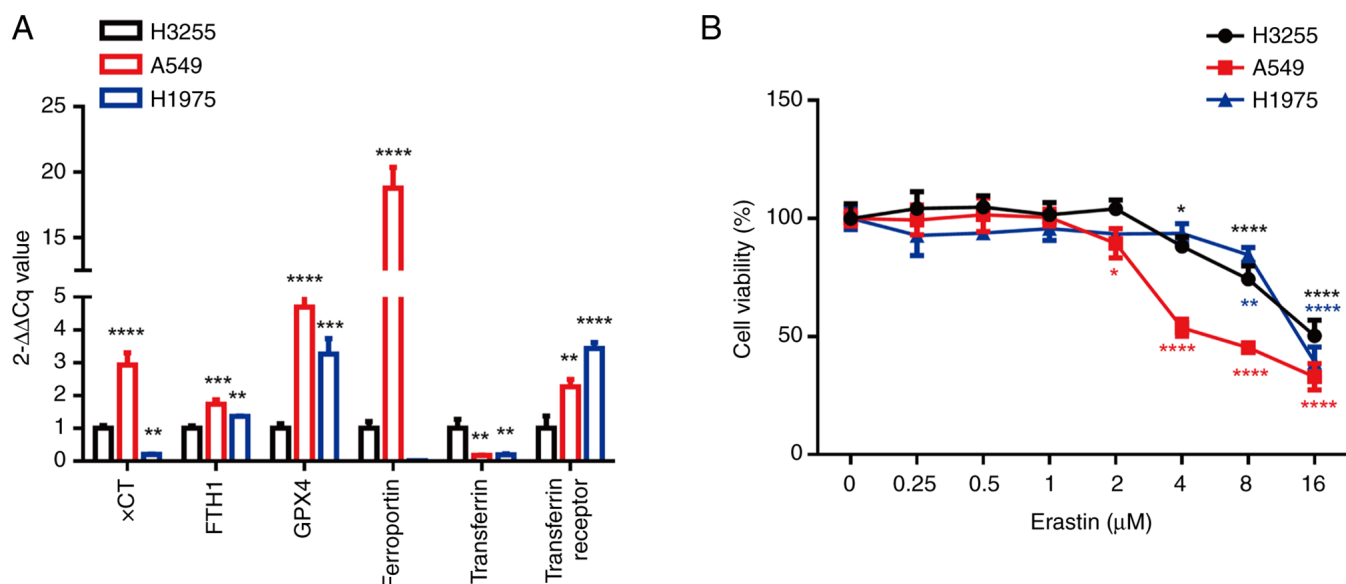 A
H3255
A549
H1975
2-ΔΔCq value
25
20
15
5
4
3
2
1
0
****
**
***
**
****
***
****
**
**
**
****
xCT
FTH1
GPX4
Ferroportin
Transferrin
Transferrin
receptor
B
H3255
A549
H1975
Cell viability (%)
150
100
50
0
*
*
****
****
**
****
****
****
****
0
0.25
0.5
1
2
4
8
16
Erastin (μM)